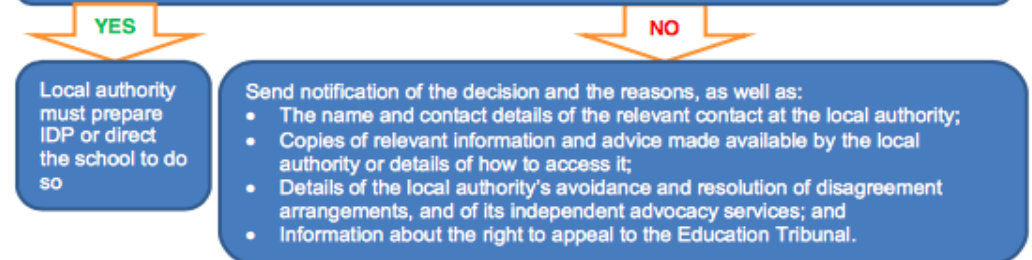 YES
NO
Local authority
must prepare
IDP or direct
the school to do
so
Send notification of the decision and the reasons, as well as:
• The name and contact details of the relevant contact at the local authority;
• Copies of relevant information and advice made available by the local
authority or details of how to access it;
• Details of the local authority's avoidance and resolution of disagreement
arrangements, and of its independent advocacy services; and
• Information about the right to appeal to the Education Tribunal.